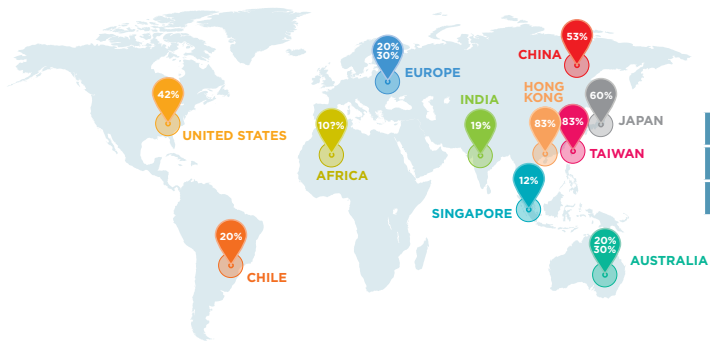 53%
CHINA
20%
30%
EUROPE
42%
UNITED STATES
HONG
KONG
83%
INDIA
19%
10?%
AFRICA
83%
TAIWAN
60%
JAPAN
12%
SINGAPORE
20%
CHILE
20%
30%
AUSTRALIA